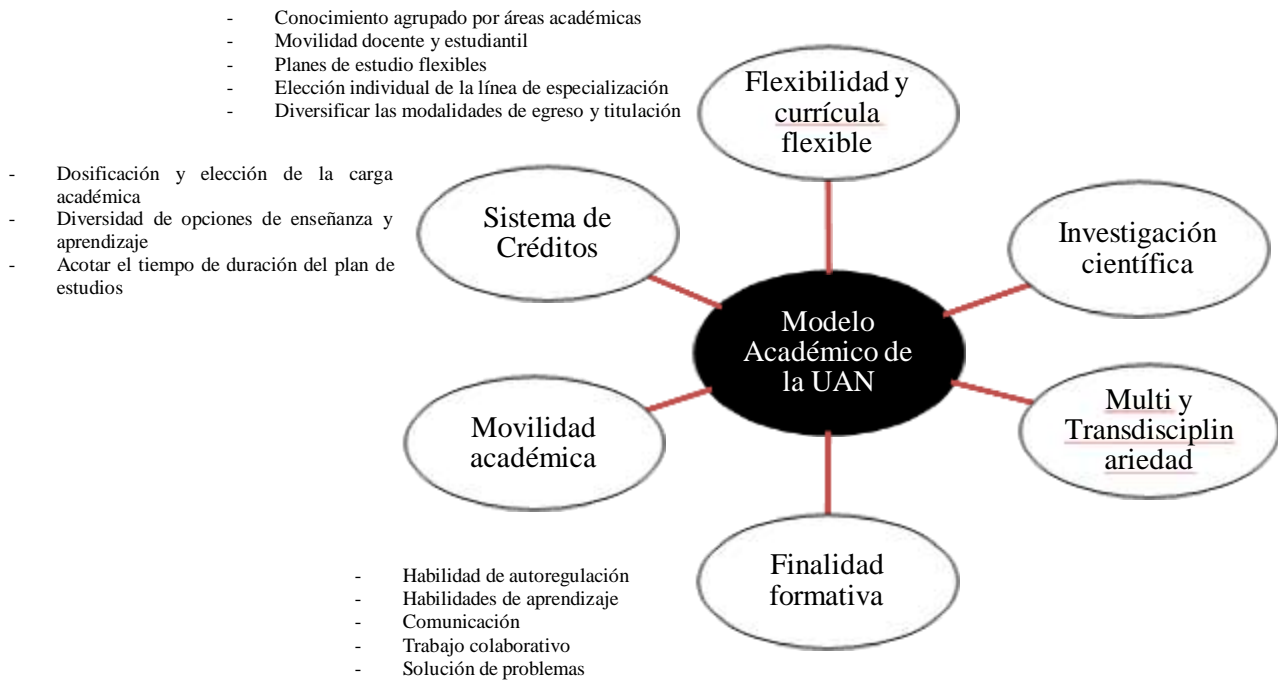 - Conocimiento agrupado por áreas académicas
- Movilidad docente y estudiantil
- Planes de estudio flexibles
- Elección individual de la línea de especialización
- Diversificar las modalidades de egreso y titulación
Flexibilidad y
currícula
flexible
- Dosificación y elección de la carga
académica
- Diversidad de opciones de enseñanza y
aprendizaje
- Acotar el tiempo de duración del plan de
estudios
Sistema de
Créditos
Investigación
científica
Modelo
Académico de
la UAN
Movilidad
académica
Multi y
Transdisciplin
ariedad
Finalidad
formativa
- Habilidad de autoregulación
- Habilidades de aprendizaje
- Comunicación
- Trabajo colaborativo
- Solución de problemas